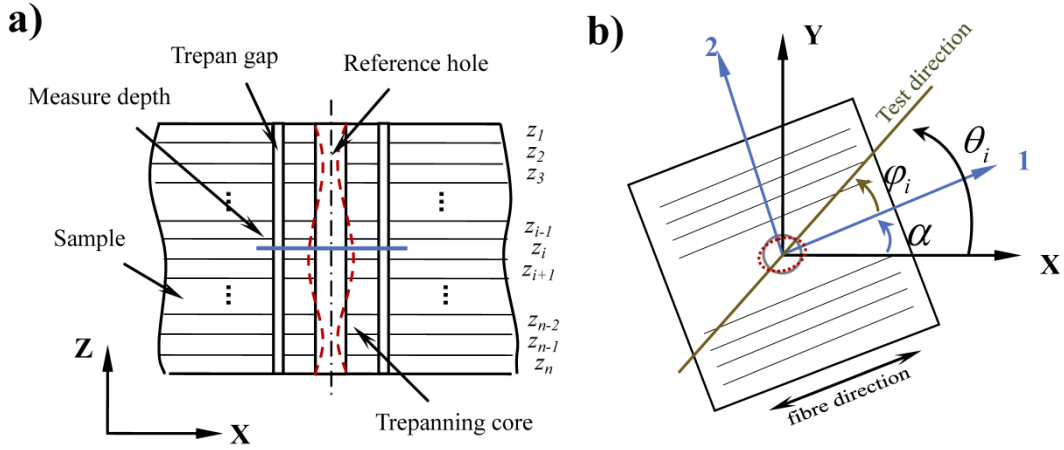 a)
Trepan gap
Reference hole
Measure depth
Sample
Trepanning core
z1
z2
z3
zi-1
zi
zi+1
zn-2
zn-1
zn
Z
X
b)
Y
2
Test direction
θi
1
φi
α
X
fibre direction